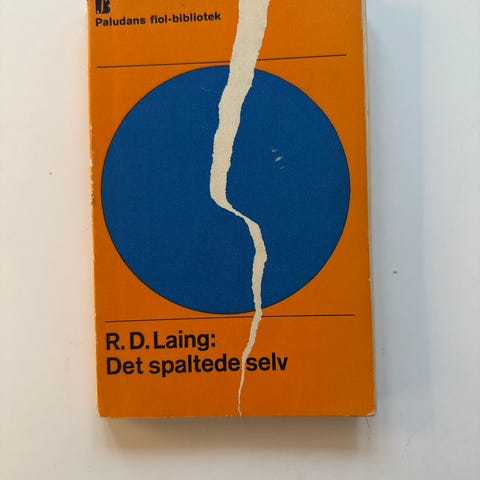 Paludans fiol-bibliotek
R. D. Laing:
Det spaltede selv